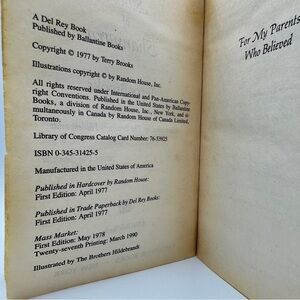 A Del Rey Book
Published by Ballantine Books
Copyright © 1977 by Terry Brooks
Illustrations copyright © by Random House, Inc.
All rights reserved under International and Pan-American Copy-
right Conventions. Published in the United States by Ballantine
Books, a division of Random House, Inc. New York, and si-
multaneously in Canada by Random House of Canada Limited,
Toronto.
Library of Congress Catalog Card Number: 76-53925
ISBN 0-345-31425-5
Manufactured in the United States of America
Published in Hardcover by Random House:
First Edition: April 1977
Published in Trade Paperback by Del Rey Books:
First Edition: April 1977
Mass Market:
First Edition: May 1978
Twenty-seventh Printing: March 1990
Illustrated by The Brothers Hildebrandt
For My Parents
Who Believed